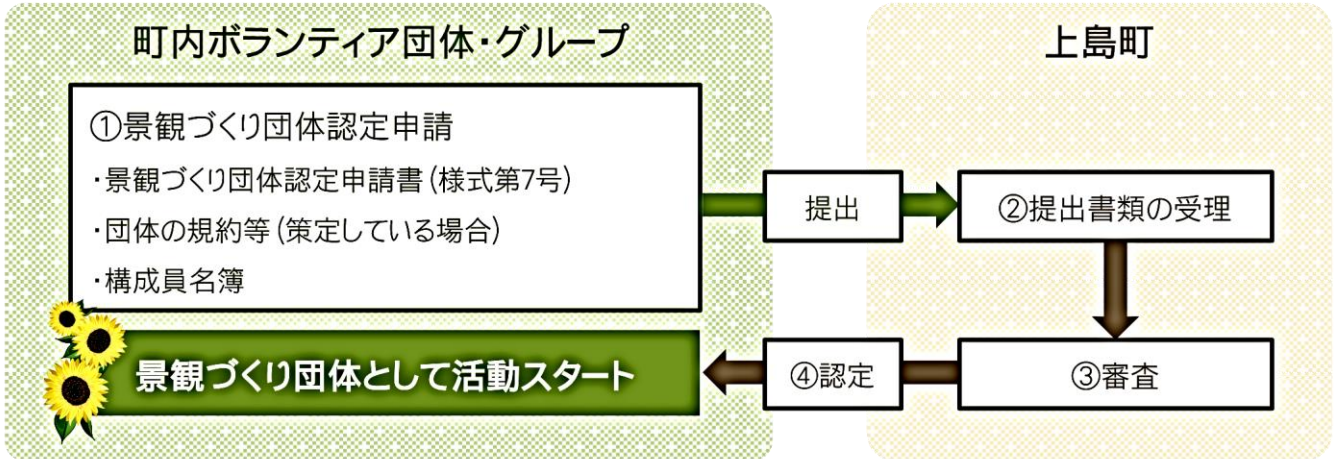 町内ボランティア団体・グループ
上島町
①景観づくり団体認定申請
・景観づくり団体認定申請書(様式第7号)
・団体の規約等(策定している場合)
・構成員名簿
提出
②提出書類の受理
③審査
④認定
景観づくり団体として活動スタート